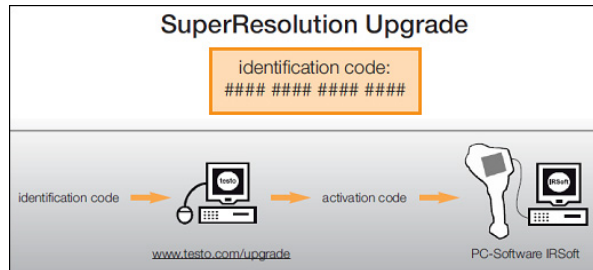 SuperResolution Upgrade
identification code:
#### #### #### ####
identification code
testo
activation code
IRSoft
www.testo.com/upgrade
PC-Software IRSoft